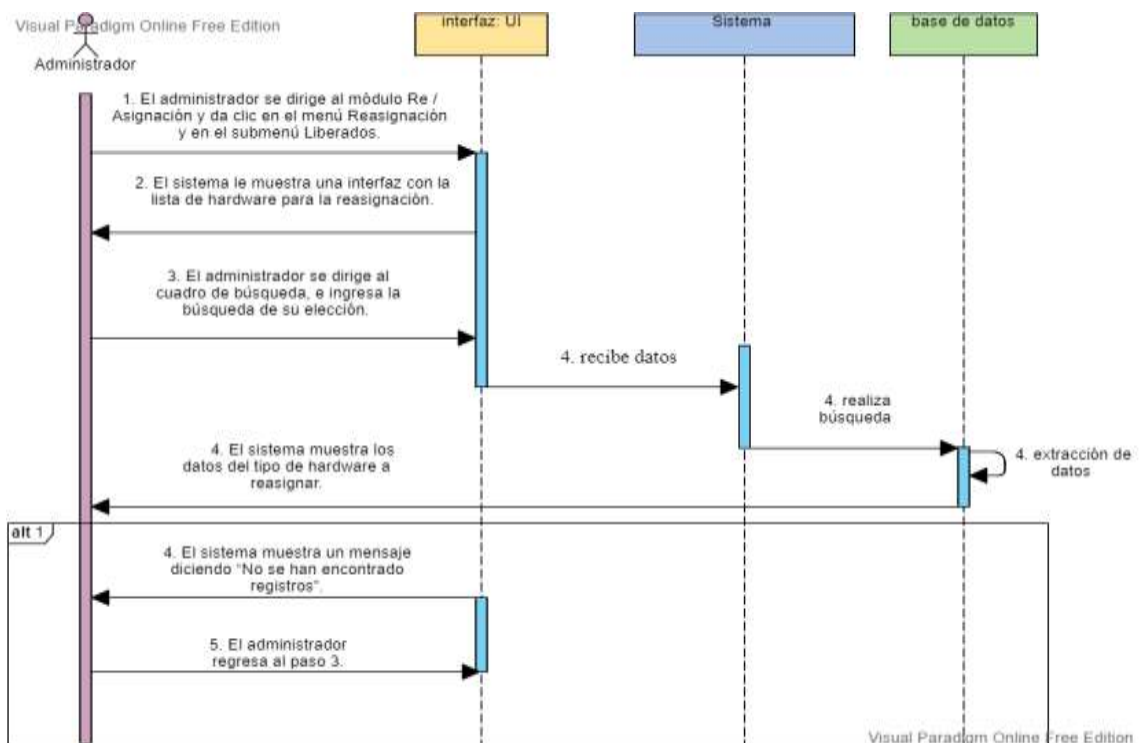 Visual Paradigm Online Free Edition
Administrador
interfaz: UI
Sistema
base de datos
1. El administrador se dirige al módulo Re /
Asignación y da clic en el menú Reasignación
y en el submenú Liberados.
2. El sistema le muestra una interfaz con la
lista de hardware para la reasignación.
3. El administrador se dirige al
cuadro de búsqueda, e ingresa la
búsqueda de su elección.
4. recibe datos
4. realiza
búsqueda
4. extracción de
datos
4. El sistema muestra los
datos del tipo de hardware a
reasignar.
alt 1
4. El sistema muestra un mensaje
diciendo “No se han encontrado
registros”.
5. El administrador
regresa al paso 3.
Visual Paradigm Online Free Edition